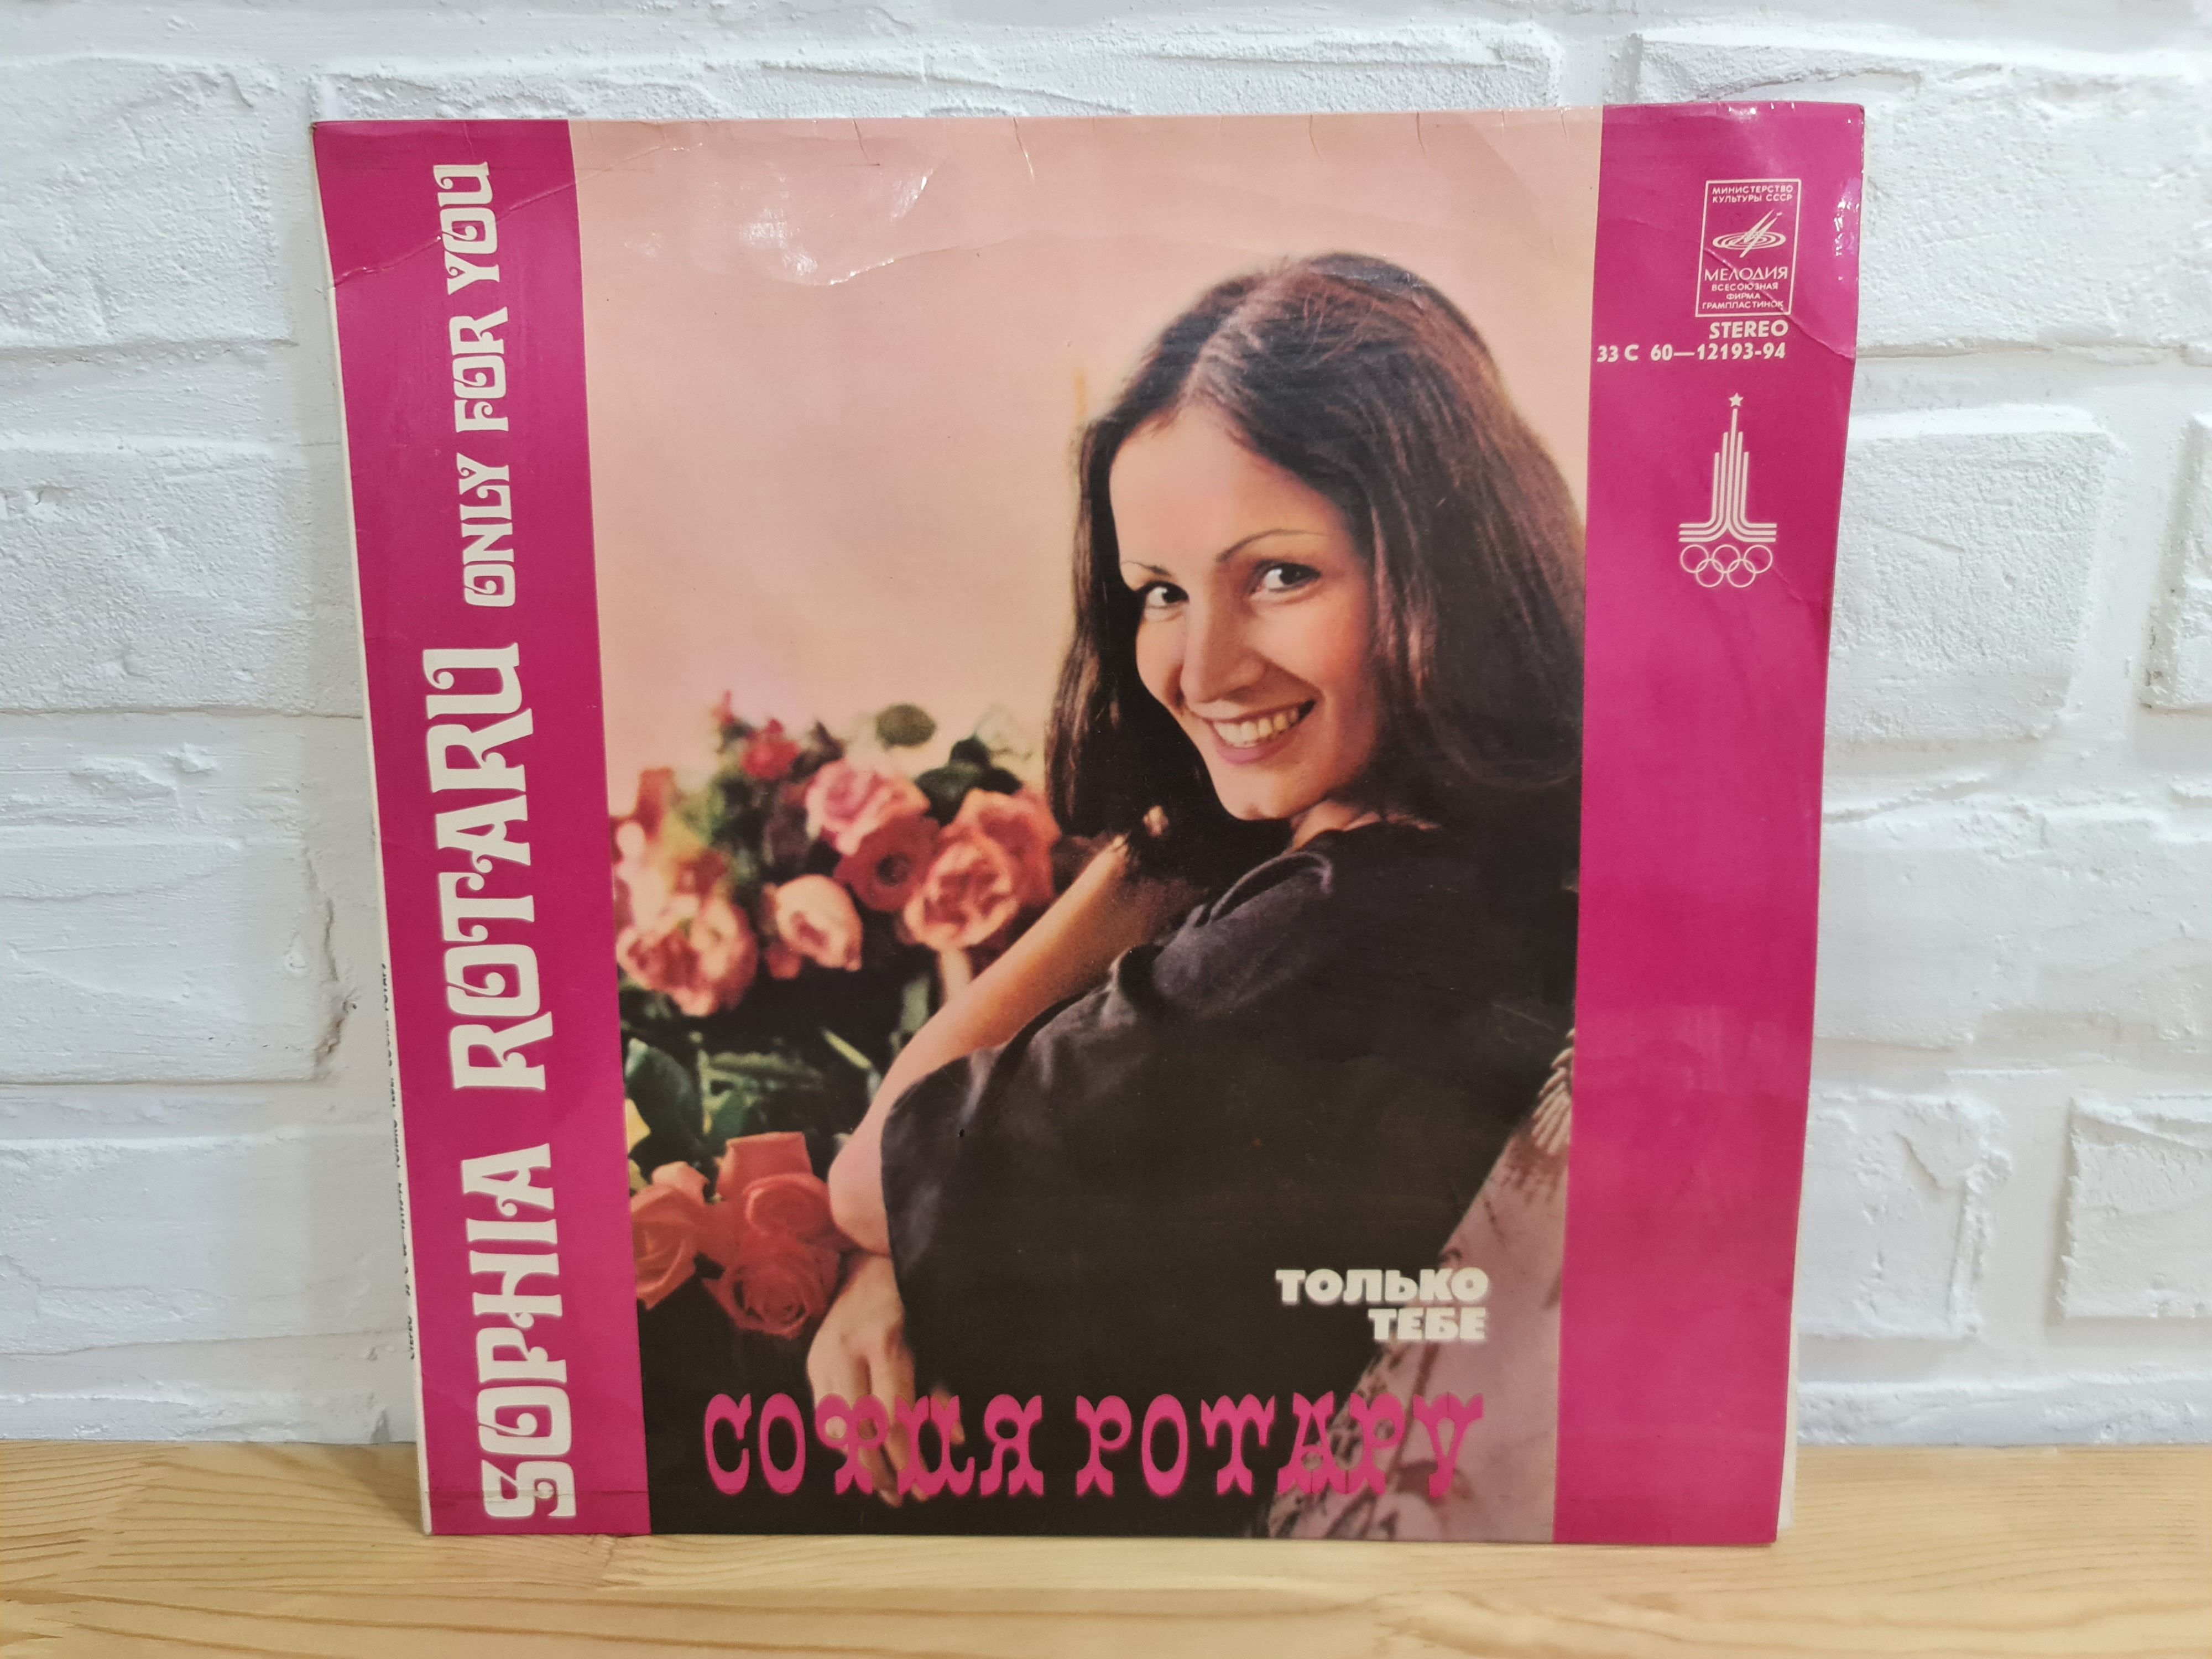 SOPHIA ROTARU ONLY FOR YOU
МИНИСТЕРСТВО
КУЛЬТУРЫ СССР
МЕЛОДИЯ
ВСЕСОЮЗНАЯ
ФИРМА
ГРАМПЛАСТИНОК
STEREO
33 С 60—12193-94
ТОЛЬКО
ТЕБЕ
СОФИЯ РОТАРУ